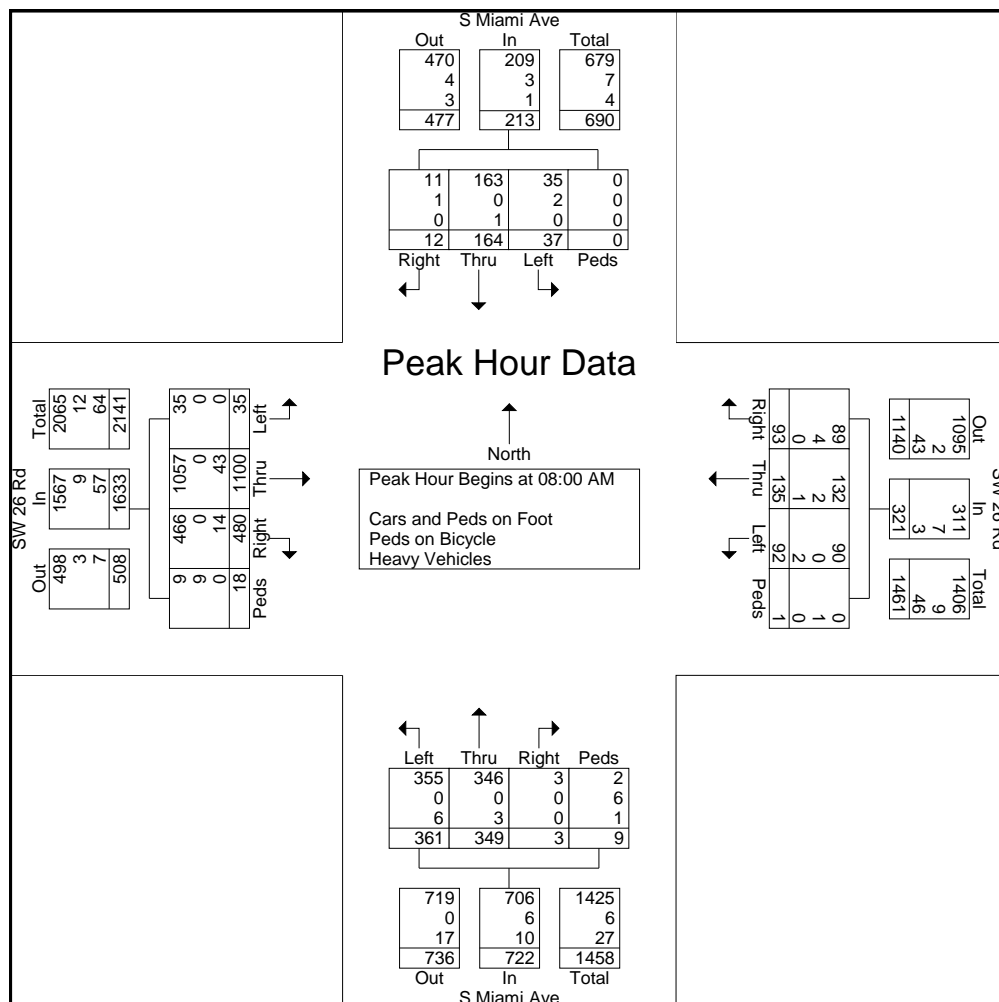 S Miami Ave
Out In Total
470 209 679
4 3 7
3 1 4
477 213 690
11 163 35 0
1 0 2 0
0 1 0 0
12 164 37 0
Right Thru Left Peds
Peak Hour Data
SW 26 Rd
Total In Out
2065 1567 498
12 9 3
64 57 7
2141 1633 508
35 1057 466 9
0 0 0 9
0 43 14 0
35 1100 480 18
Left Thru Right Peds
North
Peak Hour Begins at 08:00 AM
Cars and Peds on Foot
Peds on Bicycle
Heavy Vehicles
Right Thru Left Peds
89 132 90 0
4 2 0 1
0 1 2 0
93 135 92 1
Out In Total
1095 311 1406
2 7 9
43 3 46
1140 321 1461
SW 26 Rd
Left Thru Right Peds
355 346 3 2
0 0 0 6
6 3 0 1
361 349 3 9
719 706 1425
0 6 6
17 10 27
736 722 1458
Out In Total
S Miami Ave